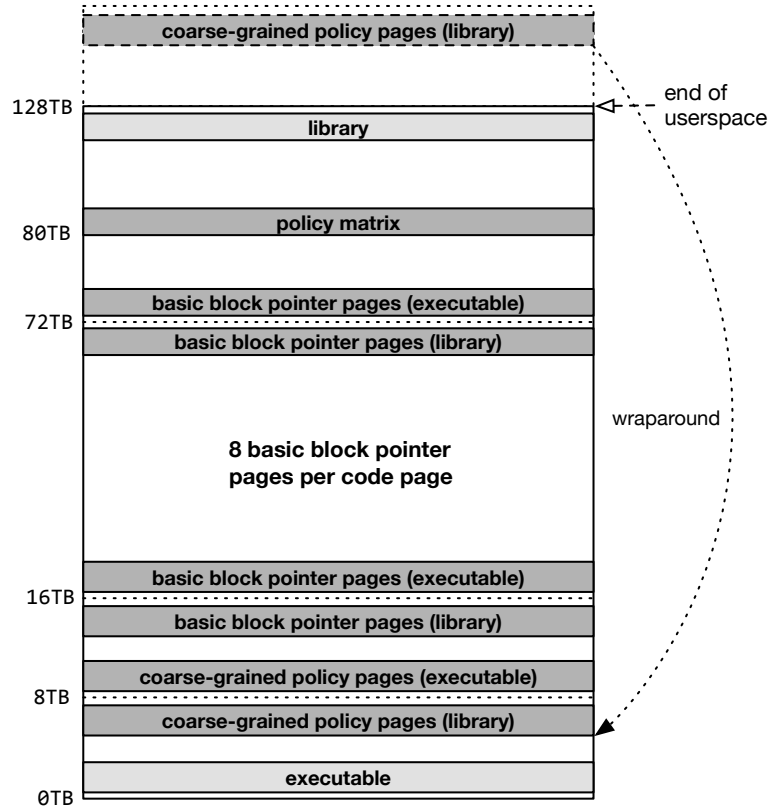 coarse-grained policy pages (library)
128TB
end of
userspace
library
policy matrix
80TB
basic block pointer pages (executable)
72TB
basic block pointer pages (library)
wraparound
8 basic block pointer
pages per code page
basic block pointer pages (executable)
16TB
basic block pointer pages (library)
coarse-grained policy pages (executable)
8TB
coarse-grained policy pages (library)
executable
0TB